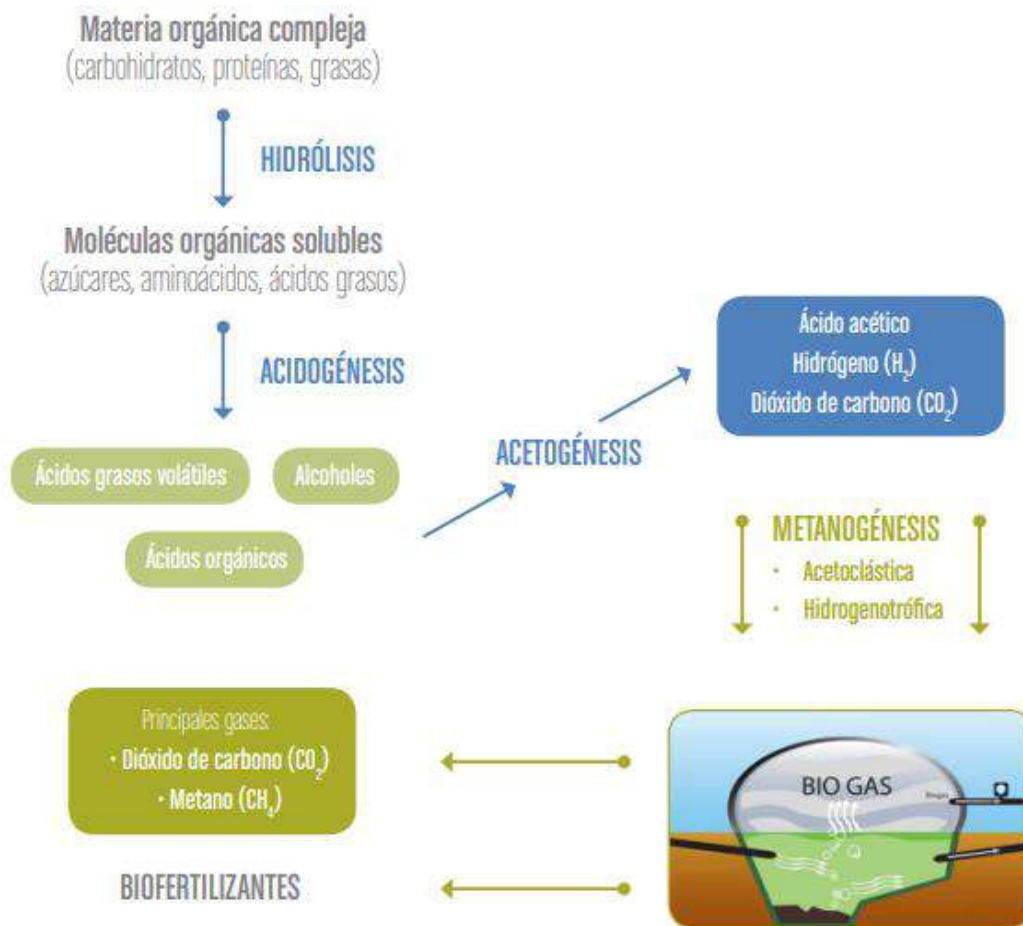 Materia orgánica compleja
(carbohidratos, proteínas, grasas)
HIDRÓLISIS
Moléculas orgánicas solubles
(azúcares, aminoácidos, ácidos grasos)
ACIDOGÉNESIS
Ácidos grasos volátiles
Alcoholes
Ácidos orgánicos
ACETOGÉNESIS
Ácido acético
Hidrógeno (H₂)
Dióxido de carbono (CO₂)
METANOGÉNESIS
· Acetoclástica
· Hidrogenotrófica
BIO GAS
Biogas
Principales gases:
· Dióxido de carbono (CO₂)
· Metano (CH₄)
BIOFERTILIZANTES